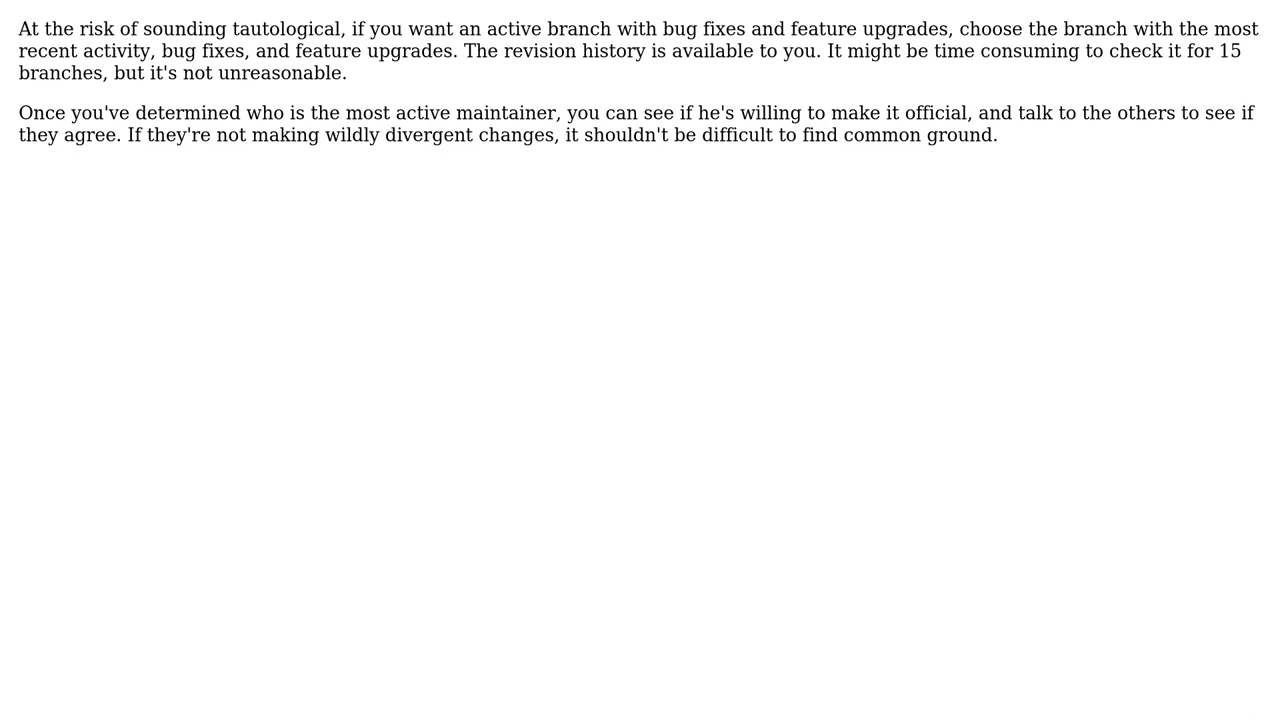 At the risk of sounding tautological, if you want an active branch with bug fixes and feature upgrades, choose the branch with the most
recent activity, bug fixes, and feature upgrades. The revision history is available to you. It might be time consuming to check it for 15
branches, but it's not unreasonable.
Once you've determined who is the most active maintainer, you can see if he's willing to make it official, and talk to the others to see if
they agree. If they're not making wildly divergent changes, it shouldn't be difficult to find common ground.